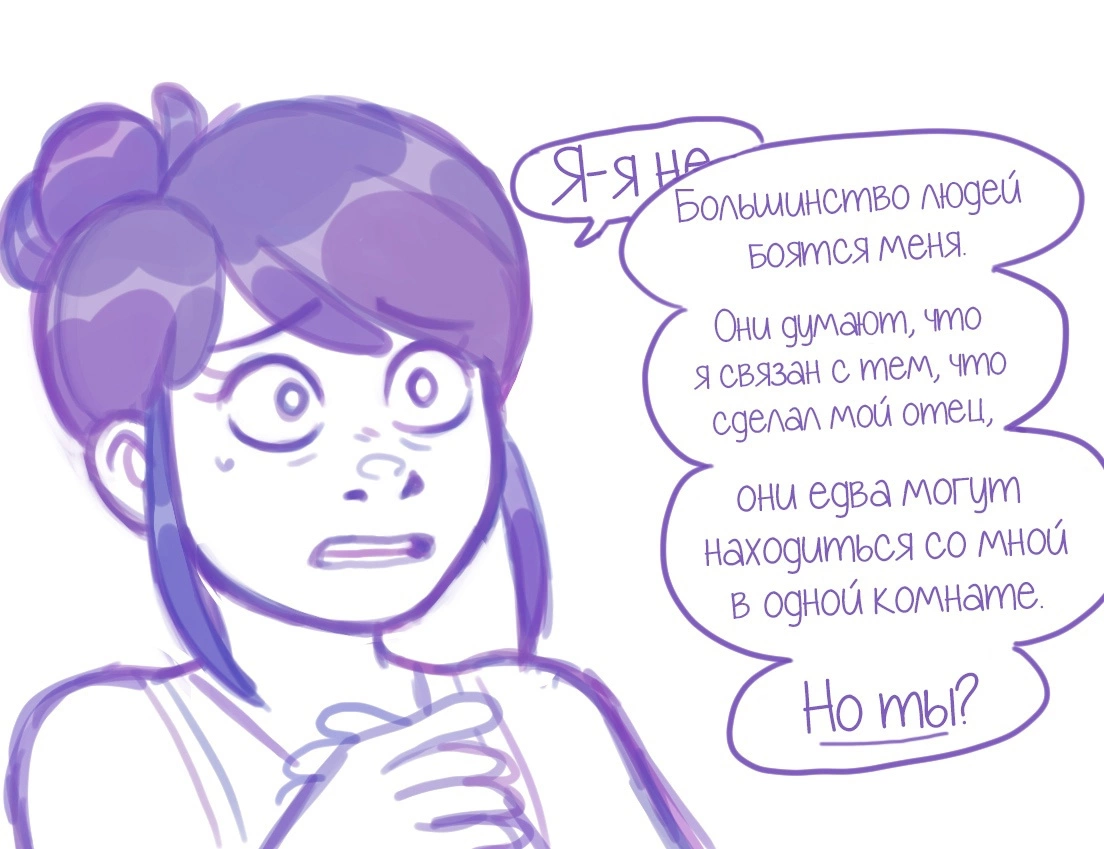 Я-я не
Большинство людей
боятся меня.
Они думают, что
я связан с тем, что
сделал мой отец,
они едва могут
находиться со мной
в одной комнате.
Но ты?